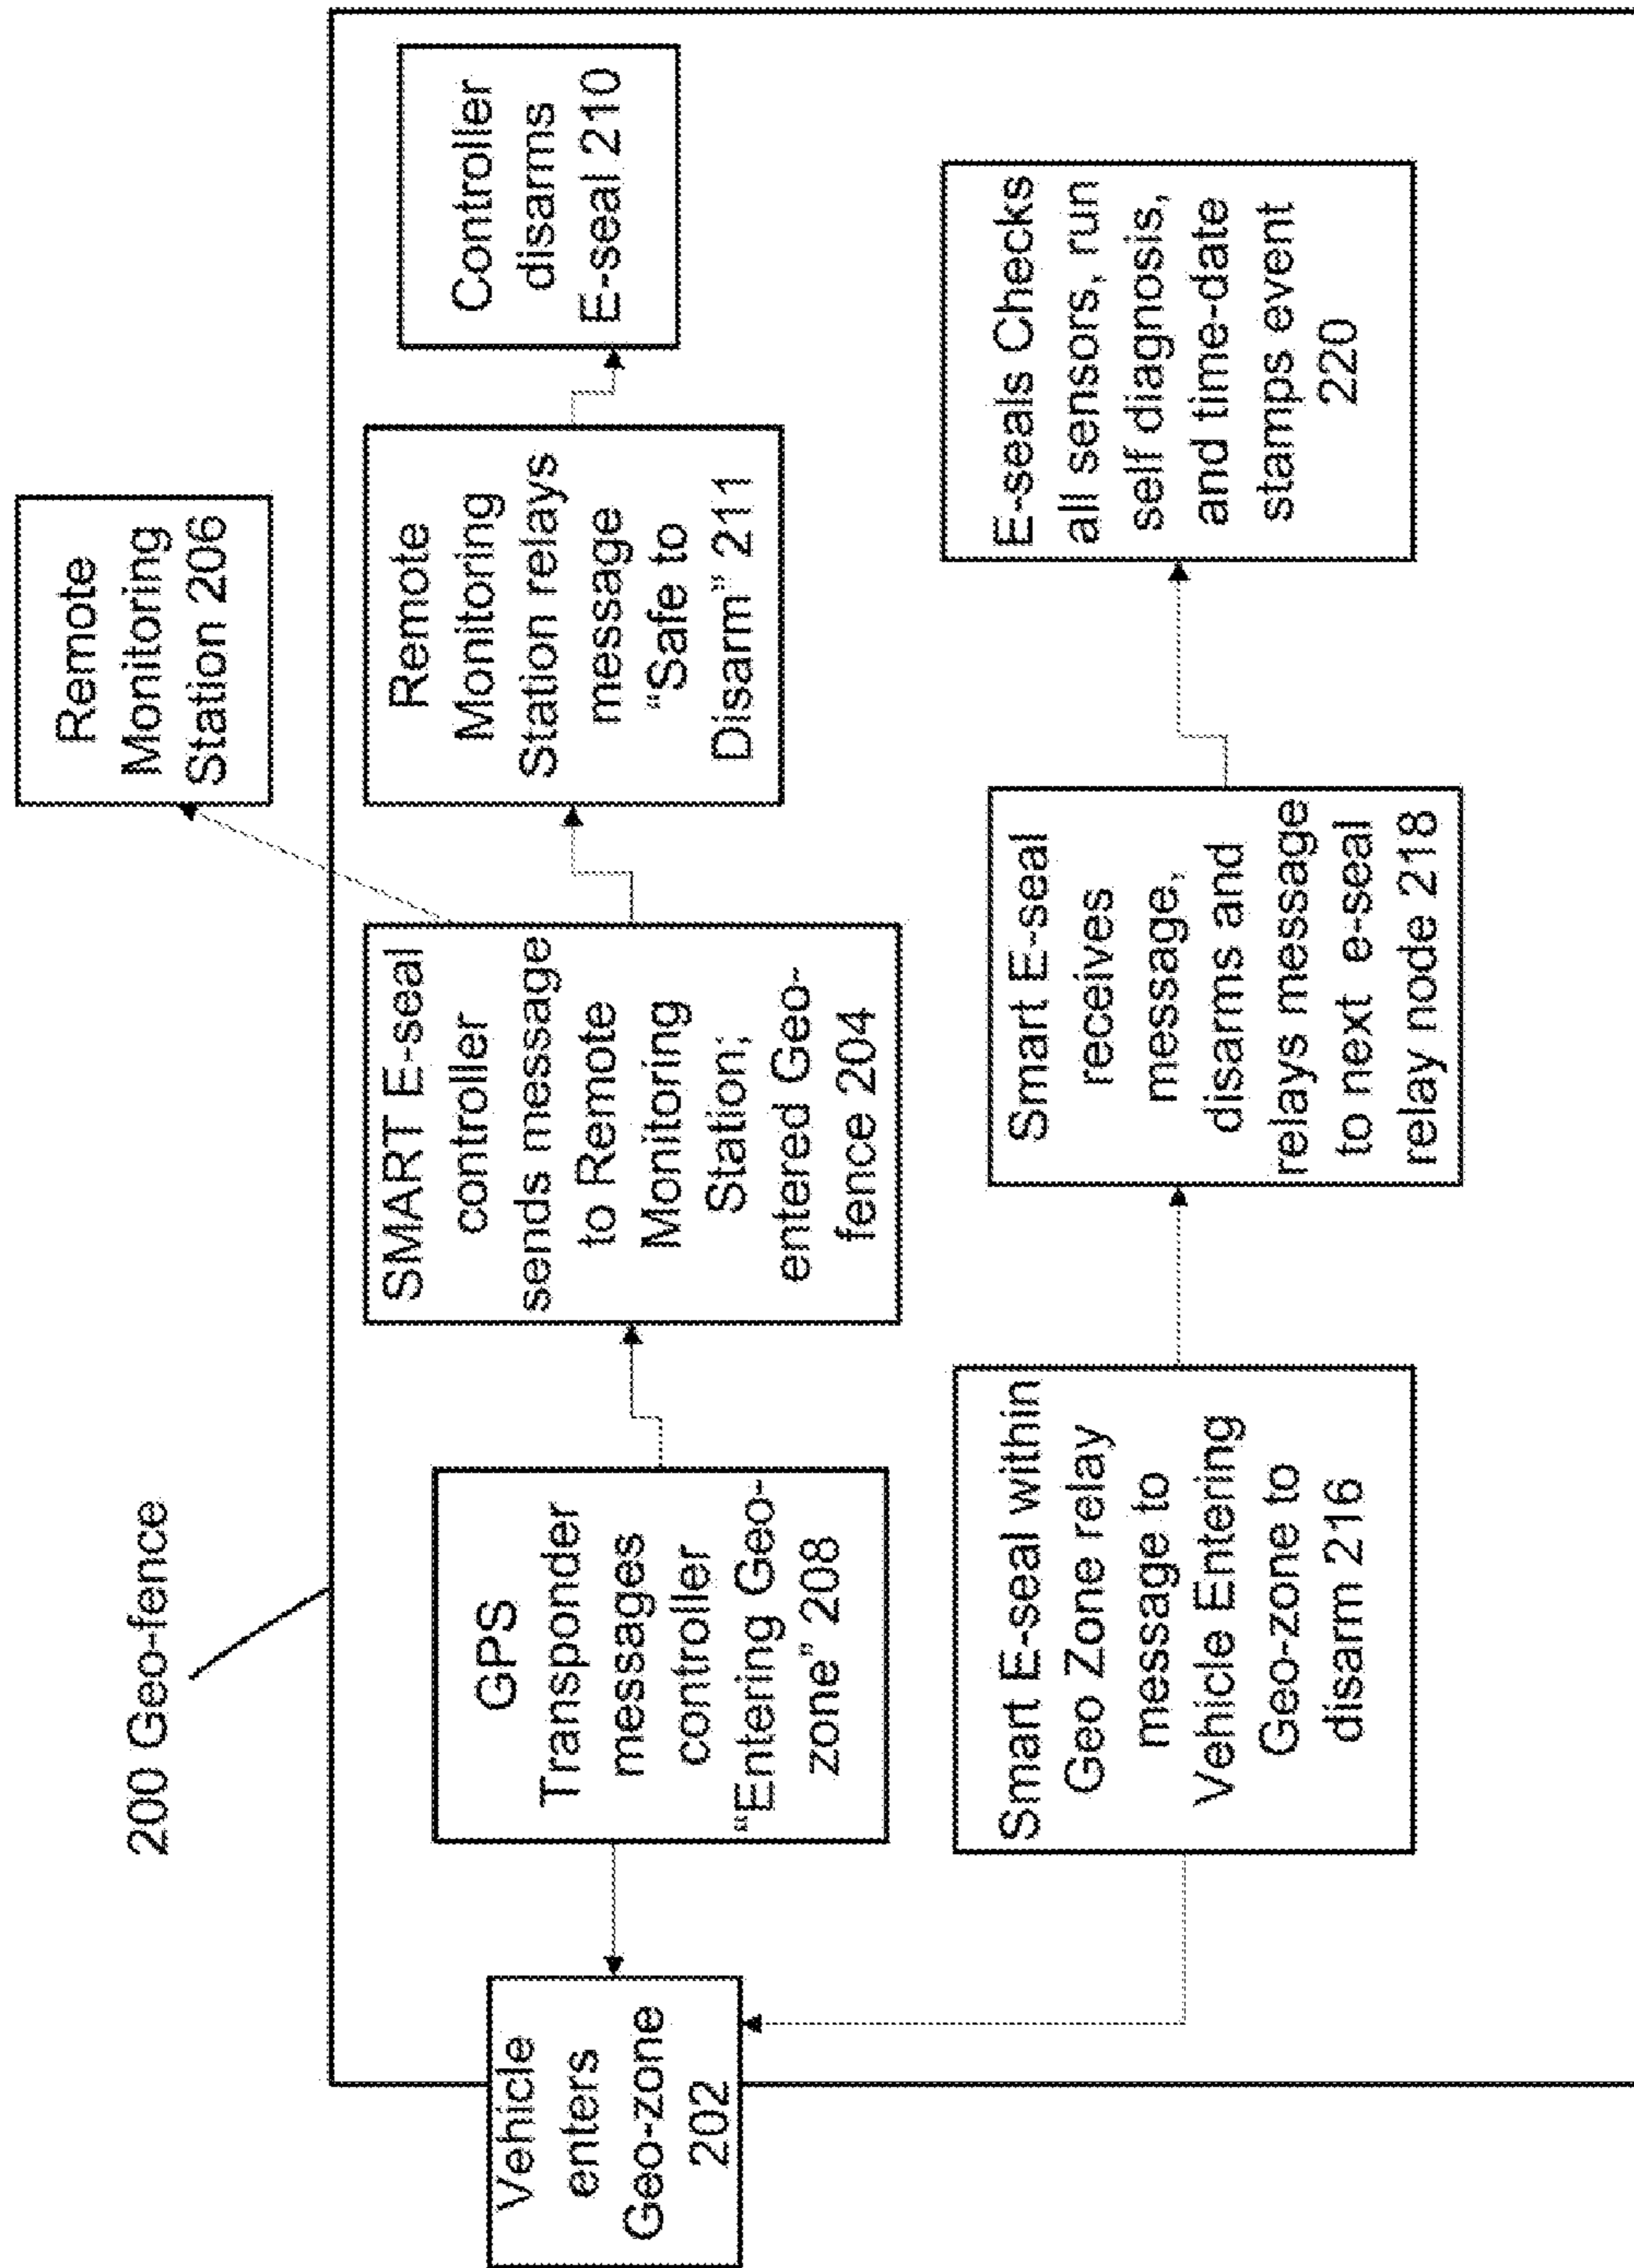 200 Geo-fence
Remote
Monitoring
Station 206
Vehicle
enters
Geo-zone
202
GPS
Transponder
messages
controller
“Entering Geo-
zone” 208
SMART E-seal
controller
sends message
to Remote
Monitoring
Station;
entered Geo-
fence 204
Remote
Monitoring
Station relays
message
“Safe to
Disarm” 211
Controller
disarms
E-seal 210
Smart E-seal within
Geo Zone relay
message to
Vehicle Entering
Geo-zone to
disarm 216
Smart E-seal
receives
message,
disarms and
relays message
to next e-seal
relay node 218
E-seals Checks
all sensors, run
self diagnosis,
and time-date
stamps event
220